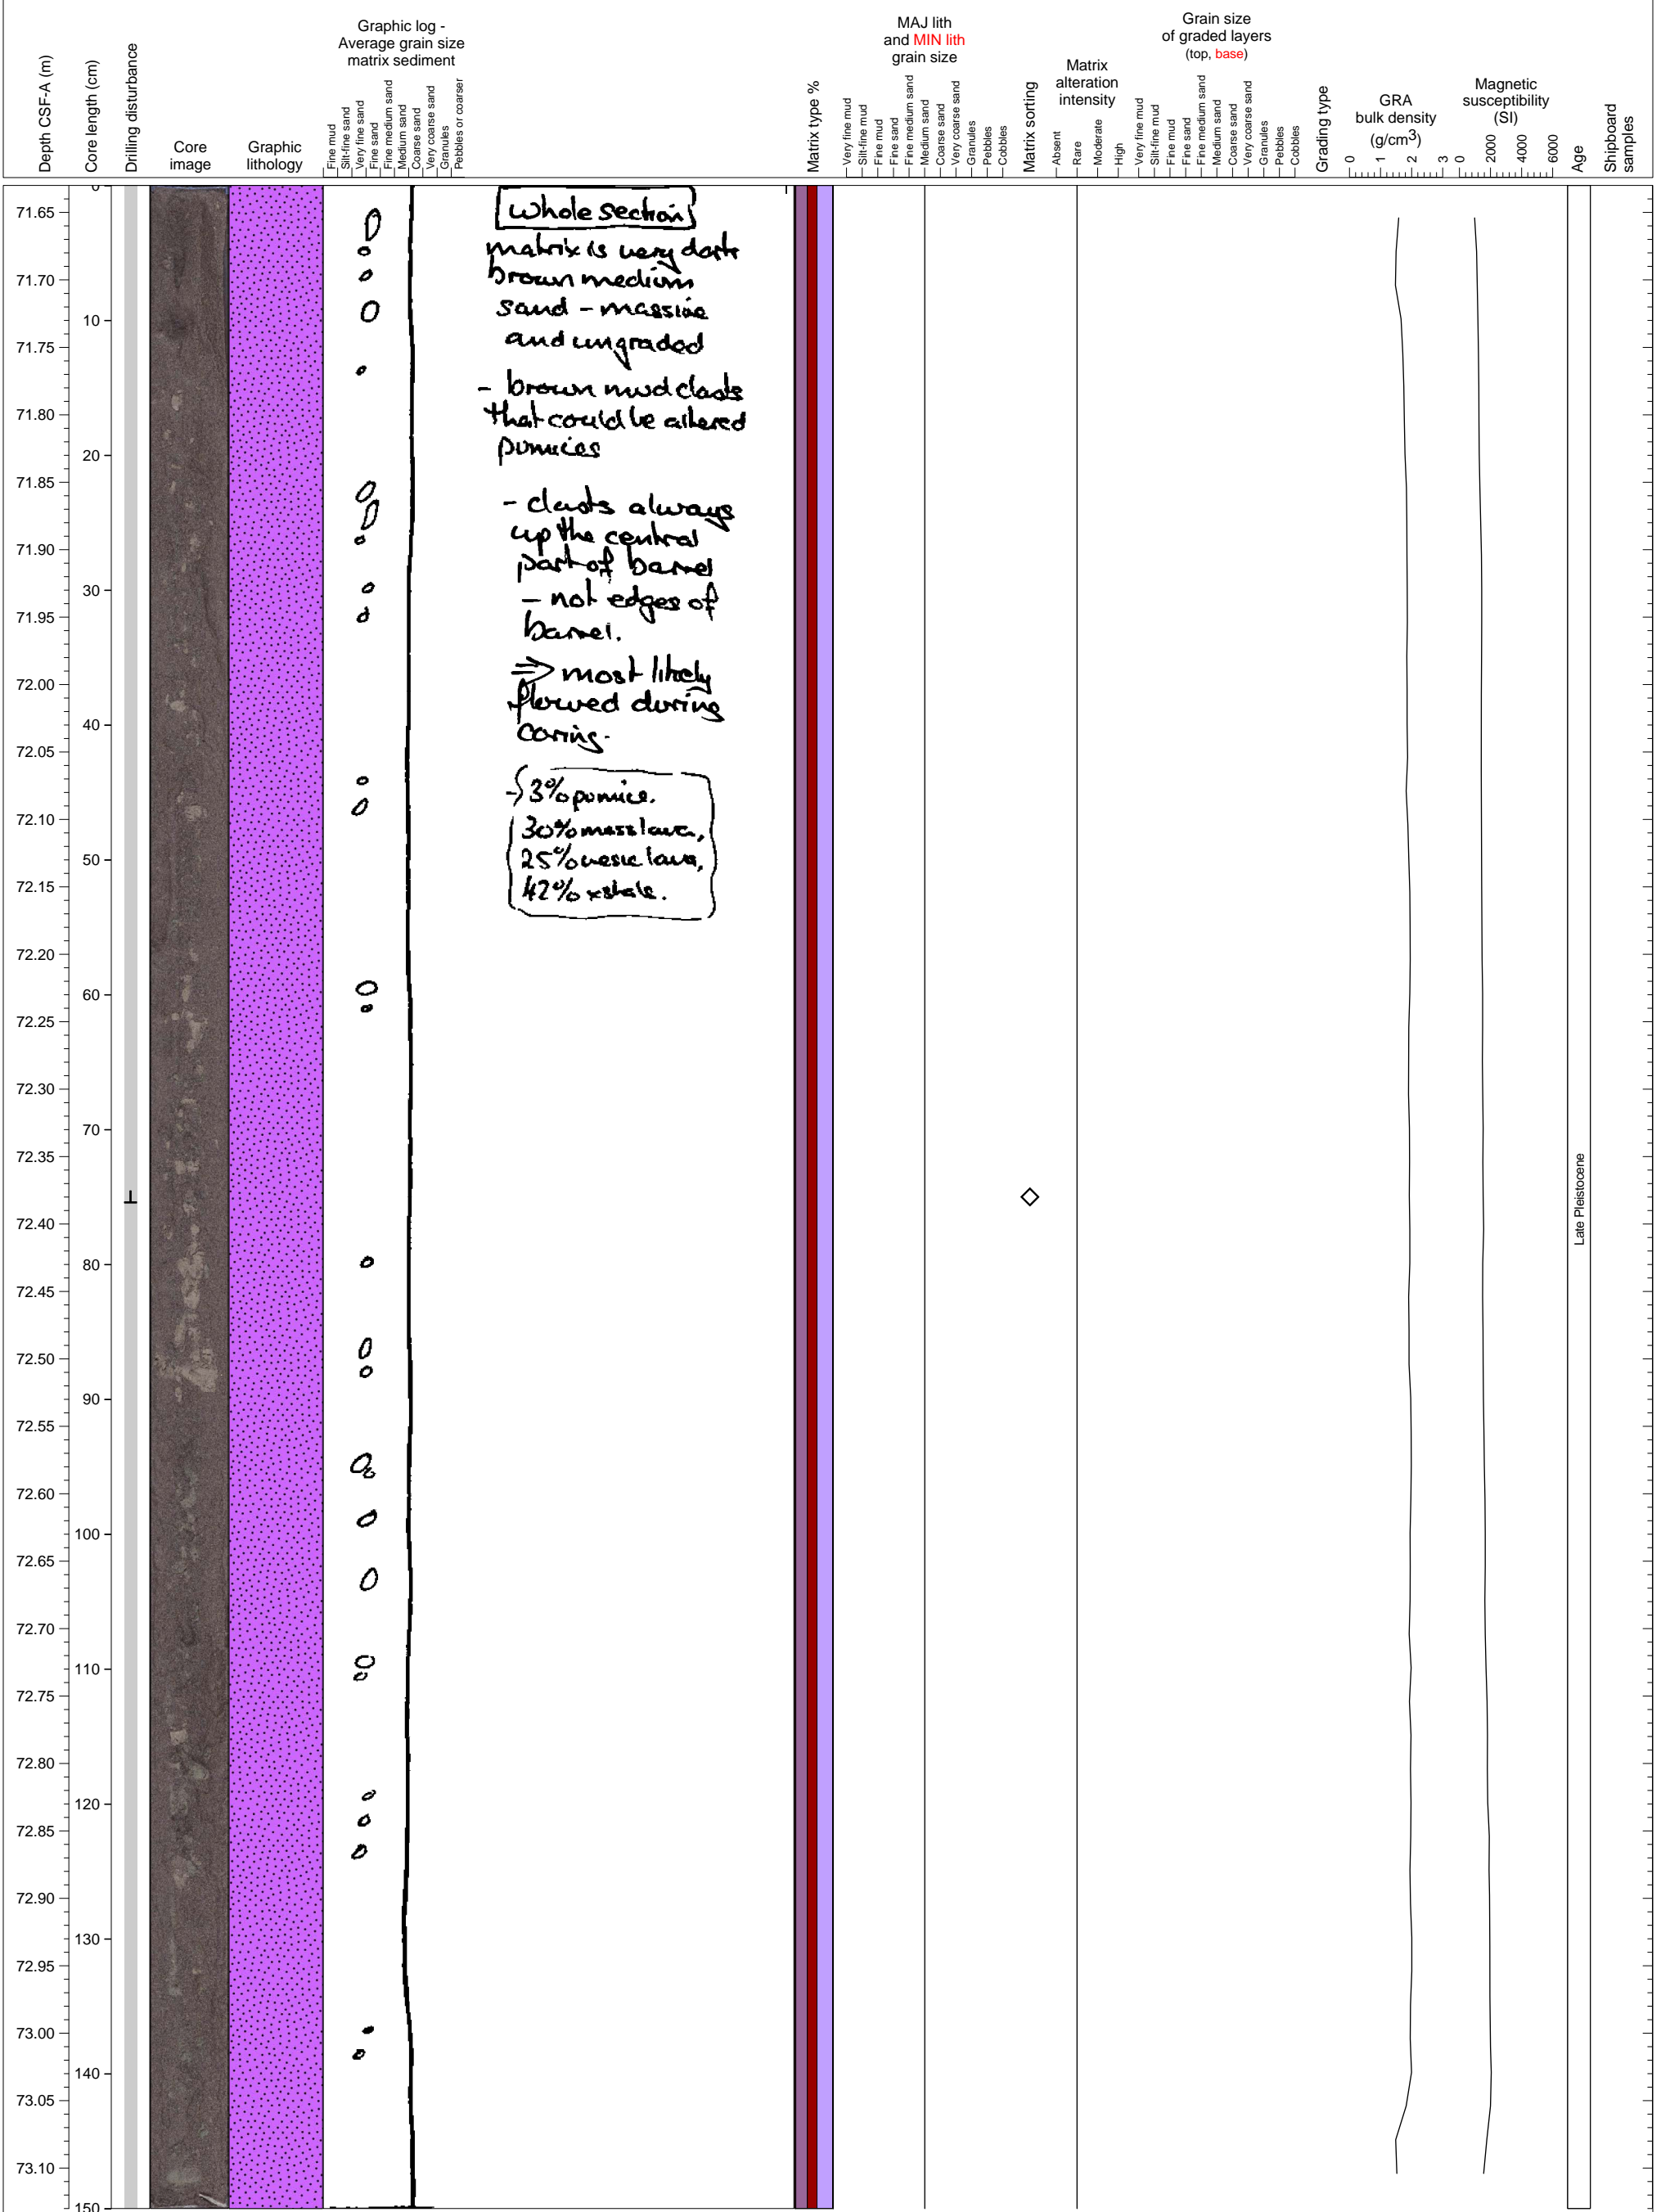 Depth CSF-A (m)
Core length (cm)
Drilling disturbance
Core
image
Graphic
lithology
Graphic log -
Average grain size
matrix sediment
Fine mud
Silt-fine sand
Very fine sand
Fine sand
Fine medium sand
Medium sand
Coarse sand
Very coarse sand
Granules
Pebbles or coarser
Matrix type %
MAJ lith
and MIN lith
grain size
Very fine mud
Silt-fine mud
Fine mud
Fine sand
Fine medium sand
Medium sand
Coarse sand
Very coarse sand
Granules
Pebbles
Cobbles
Matrix sorting
Matrix
alteration
intensity
Absent
Rare
Moderate
High
Grain size
of graded layers
(top, base)
Very fine mud
Silt-fine mud
Fine mud
Fine sand
Fine medium sand
Medium sand
Coarse sand
Very coarse sand
Granules
Pebbles
Cobbles
Grading type
GRA
bulk density
(g/cm3)
0 1 2 3
Magnetic
susceptibility
(SI)
0 2000 4000 6000
Age
Shipboard
samples
71.65
71.70
71.75
71.80
71.85
71.90
71.95
72.00
72.05
72.10
72.15
72.20
72.25
72.30
72.35
72.40
72.45
72.50
72.55
72.60
72.65
72.70
72.75
72.80
72.85
72.90
72.95
73.00
73.05
73.10
0
10
20
30
40
50
60
70
80
90
100
110
120
130
140
150
whole section
matrix is very dark
brown medium
sand - massive
and ungraded
- brown mud clasts
that could be altered
pumices
- clasts always
up the central
part of barrel
- not edges of
barrel.
⇒ most likely
flowed during
coring.
→ 3% pumice.
30% mass lava,
25% vesic lava,
42% xstals.
Late Pleistocene